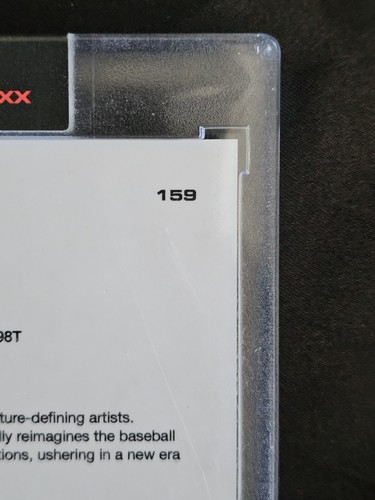 xx
159
98T
ture-defining artists.
lly reimagines the baseball
tions, ushering in a new era